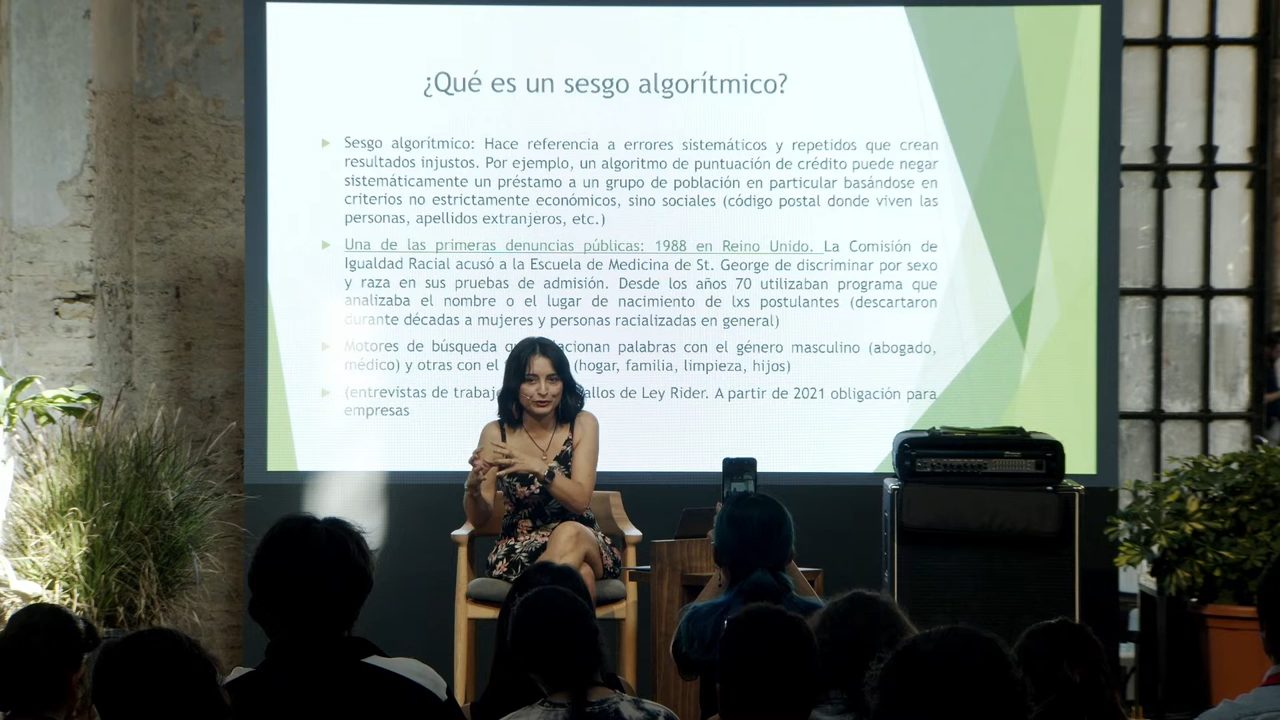 ¿Qué es un sesgo algorítmico?
Sesgo algorítmico: Hace referencia a errores sistemáticos y repetidos que crean
resultados injustos. Por ejemplo, un algoritmo de puntuación de crédito puede negar
sistemáticamente un préstamo a un grupo de población en particular basándose en
criterios no estrictamente económicos, sino sociales (código postal donde viven las
personas, apellidos extranjeros, etc.)
Una de las primeras denuncias públicas: 1988 en Reino Unido. La Comisión de
Igualdad Racial acusó a la Escuela de Medicina de St. George de discriminar por sexo
y raza en sus pruebas de admisión. Desde los años 70 utilizaban programa que
analizaba el nombre o el lugar de nacimiento de lxs postulantes (descartaron
durante décadas a mujeres y personas racializadas en general)
Motores de búsqueda palabras con el género masculino (abogado,
médico) y otras con el (hogar, familia, limpieza, hijos)
(entrevistas de de Ley Rider. A partir de 2021 obligación para
empresas